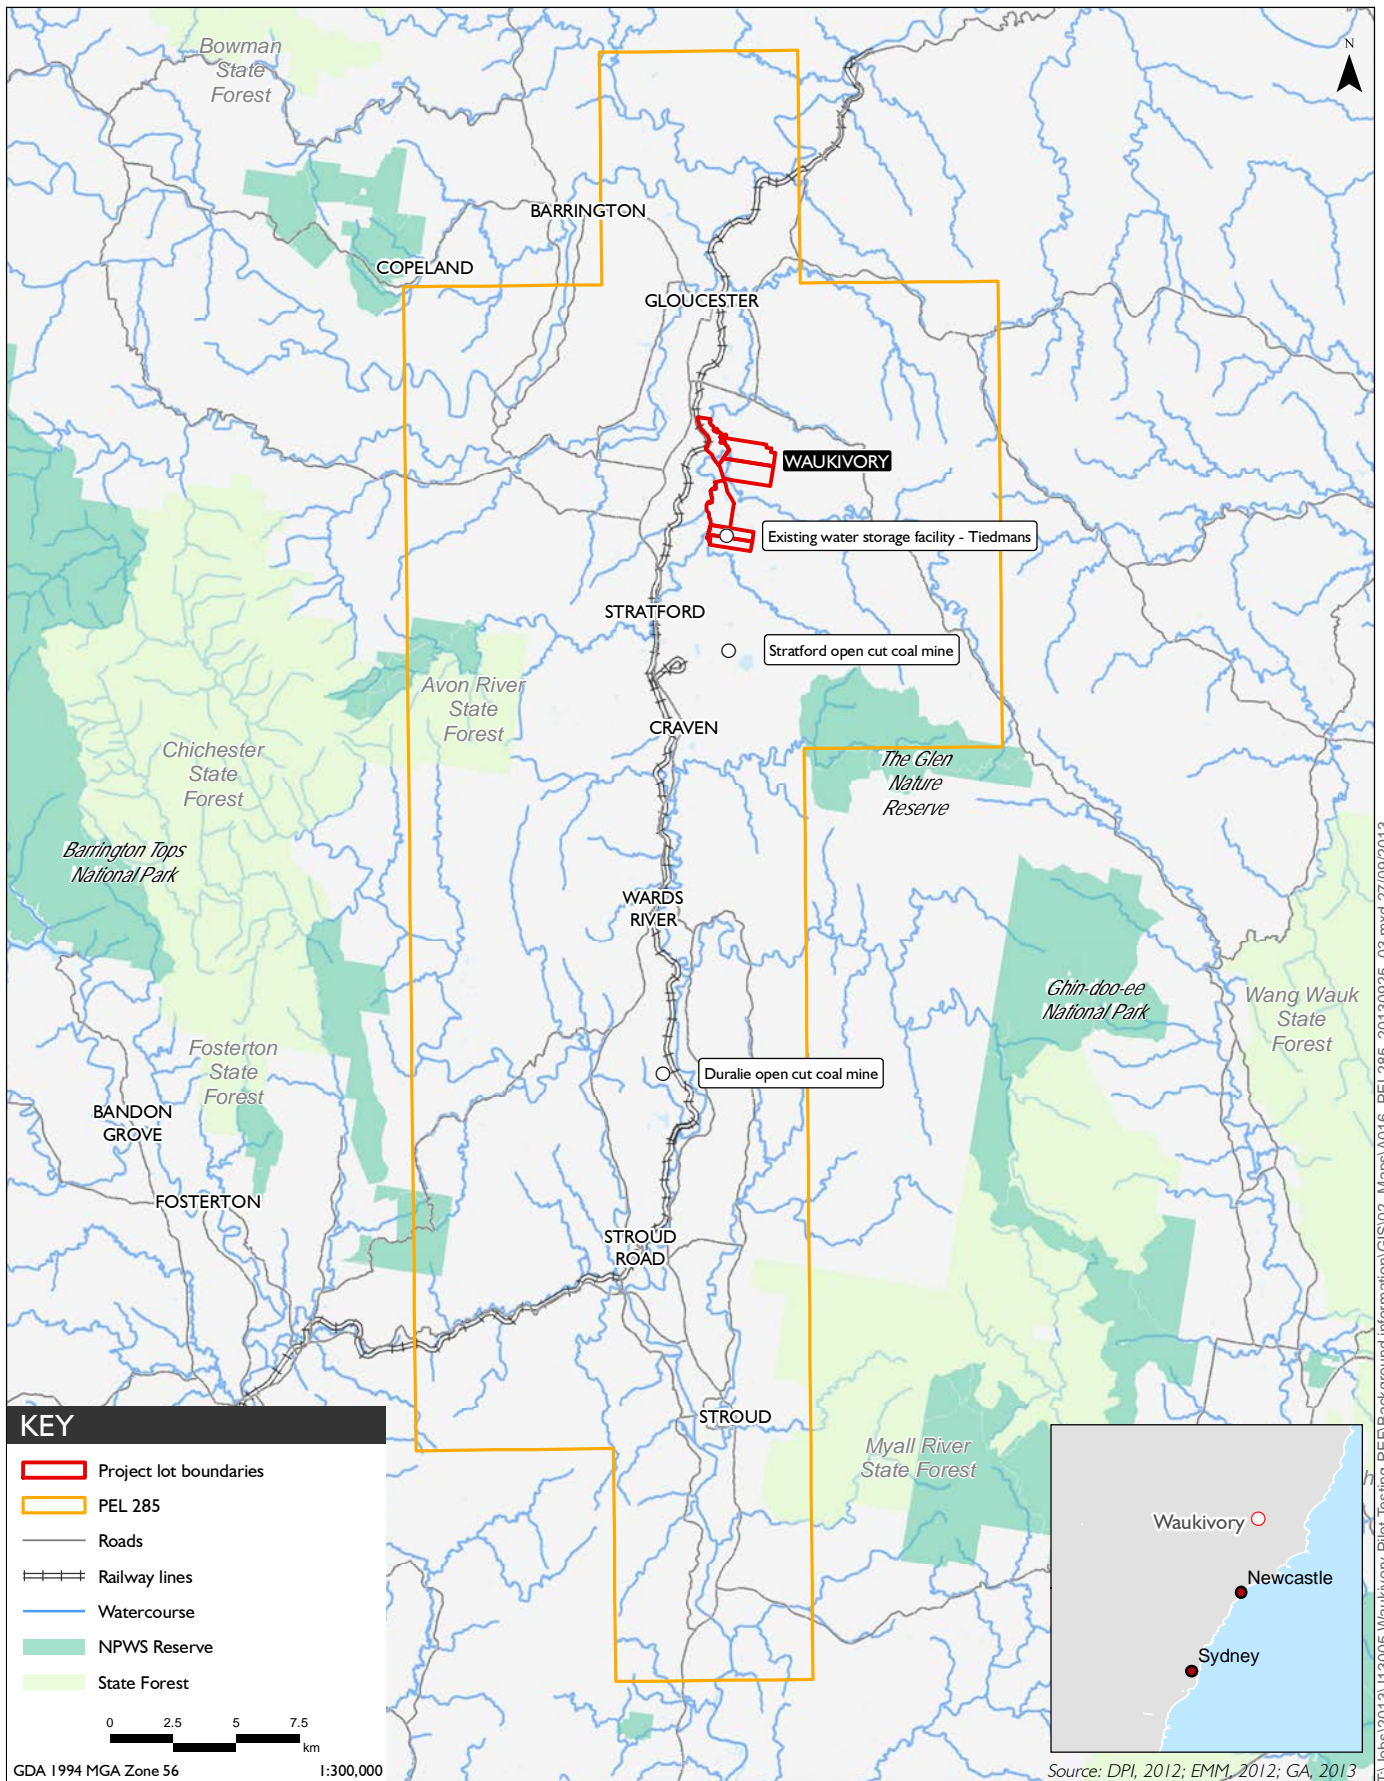 Bowman
State
Forest
N
BARRINGTON
COPELAND
GLOUCESTER
WAUKIVORY
Existing water storage facility - Tiedmans
STRATFORD
Stratford open cut coal mine
Avon River
State
Forest
CRAVEN
Chichester
State
Forest
The Glen
Nature
Reserve
Barrington Tops
National Park
WARDS
RIVER
Ghin-doo-ee
National Park
Wang Wauk
State
Forest
Fosterton
State
Forest
Duralie open cut coal mine
BANDON
GROVE
FOSTERTON
STROUD
ROAD
STROUD
Myall River
State Forest
KEY
Project lot boundaries
PEL 285
Roads
Railway lines
Watercourse
NPWS Reserve
State Forest
0 2.5 5 7.5
km
GDA 1994 MGA Zone 56 1:300,000
Waukivory
Newcastle
Sydney
Source: DPI, 2012; EMM, 2012; GA, 2013